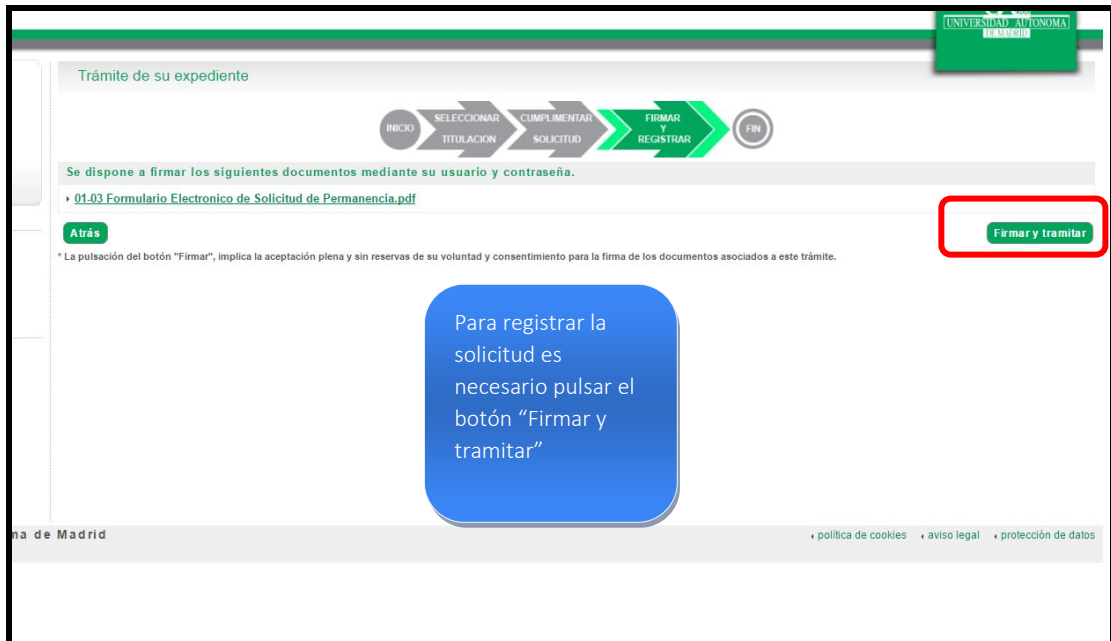 UNIVERSIDAD AUTONOMA
DE MADRID
Trámite de su expediente
INICIO
SELECCIONAR
TITULACION
CUMPLIMENTAR
SOLICITUD
FIRMAR
Y
REGISTRAR
FIN
Se dispone a firmar los siguientes documentos mediante su usuario y contraseña.
01-03 Formulario Electronico de Solicitud de Permanencia.pdf
Atrás
Firmar y tramitar
* La pulsación del botón "Firmar", implica la aceptación plena y sin reservas de su voluntad y consentimiento para la firma de los documentos asociados a este trámite.
Para registrar la
solicitud es
necesario pulsar el
botón “Firmar y
tramitar”
ma de Madrid
política de cookies
aviso legal
protección de datos